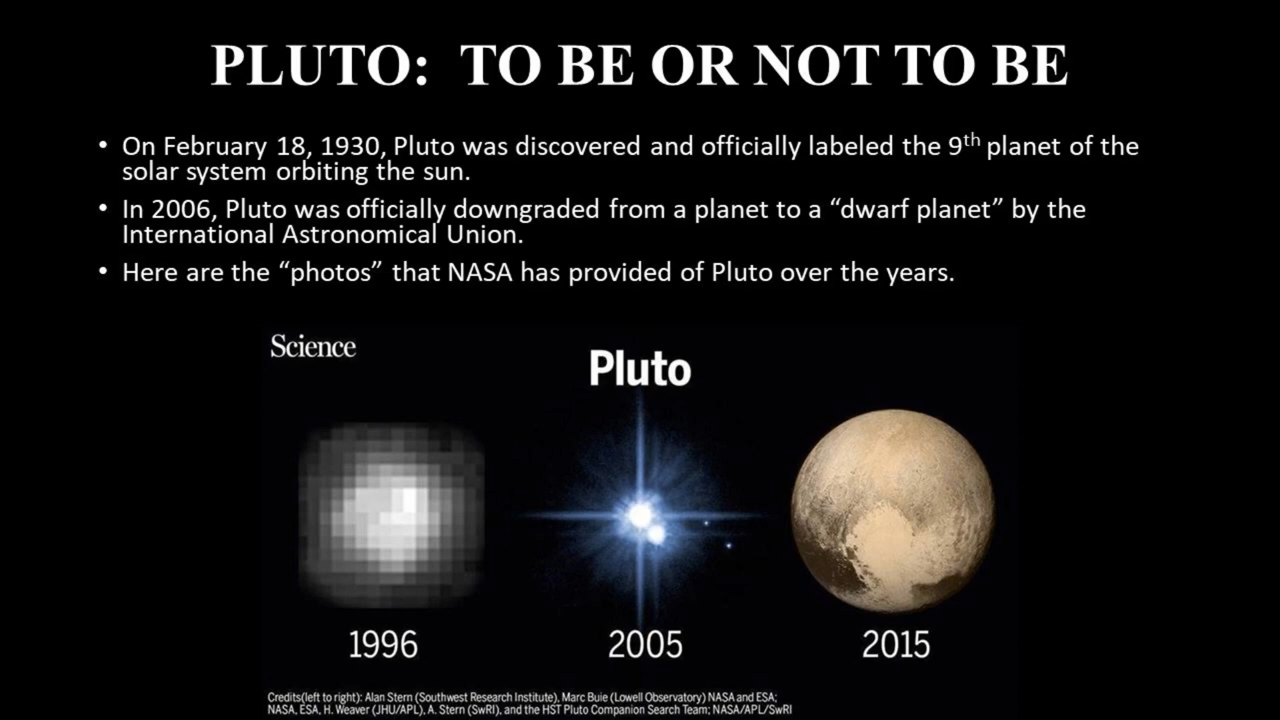 PLUTO: TO BE OR NOT TO BE
• On February 18, 1930, Pluto was discovered and officially labeled the 9th planet of the
solar system orbiting the sun.
• In 2006, Pluto was officially downgraded from a planet to a “dwarf planet” by the
International Astronomical Union.
• Here are the “photos” that NASA has provided of Pluto over the years.
Science
Pluto
1996
2005
2015
Credits(left to right): Alan Stern (Southwest Research Institute), Marc Buie (Lowell Observatory) NASA and ESA;
NASA, ESA, H. Weaver (JHU/APL), A. Stern (SwRI), and the HST Pluto Companion Search Team; NASA/APL/SwRI